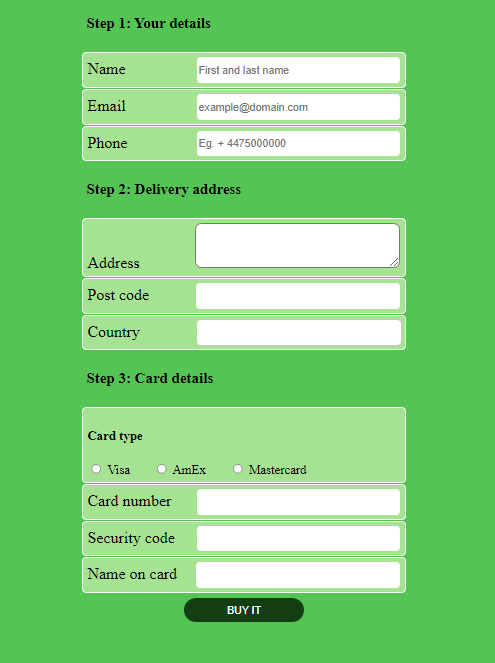 Step 1: Your details
Name First and last name
Email example@domain.com
Phone Eg. + 4475000000
Step 2: Delivery address
Address
Post code
Country
Step 3: Card details
Card type
Visa AmEx Mastercard
Card number
Security code
Name on card
BUY IT